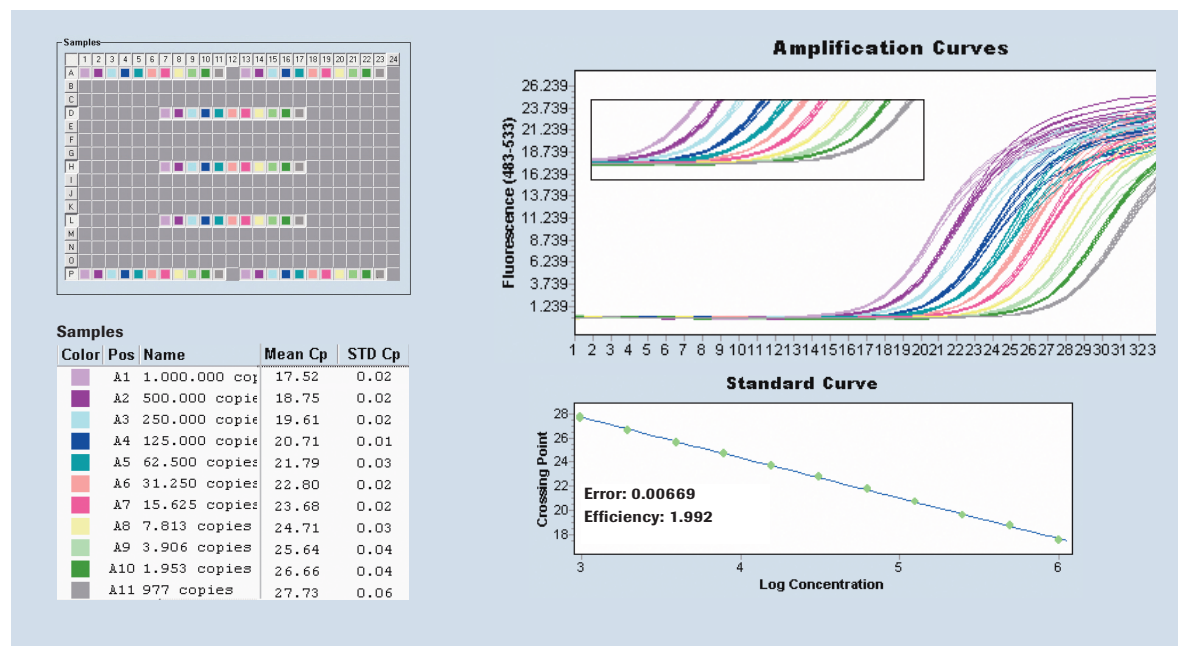 Samples
1 2 3 4 5 6 7 8 9 10 11 12 13 14 15 16 17 18 19 20 21 22 23 24
A
B
C
D
E
F
G
H
I
J
K
L
M
N
O
P
Samples
Color Pos Name Mean Cp STD Cp
A1 1.000.000 cop 17.52 0.02
A2 500.000 copie 18.75 0.02
A3 250.000 copie 19.61 0.02
A4 125.000 copie 20.71 0.01
A5 62.500 copies 21.79 0.03
A6 31.250 copies 22.80 0.02
A7 15.625 copies 23.68 0.02
A8 7.813 copies 24.71 0.03
A9 3.906 copies 25.64 0.04
A10 1.953 copies 26.66 0.04
A11 977 copies 27.73 0.06
Amplification Curves
Fluorescence (483-533)
26.239
23.739
21.239
18.739
16.239
13.739
11.239
8.739
6.239
3.739
1.239
1 2 3 4 5 6 7 8 9 10 11 12 13 14 15 16 17 18 19 20 21 22 23 24 25 26 27 28 29 30 31 32 3
Standard Curve
Crossing Point
28
26
24
22
20
18
Error: 0.00669
Efficiency: 1.992
3 4 5 6
Log Concentration